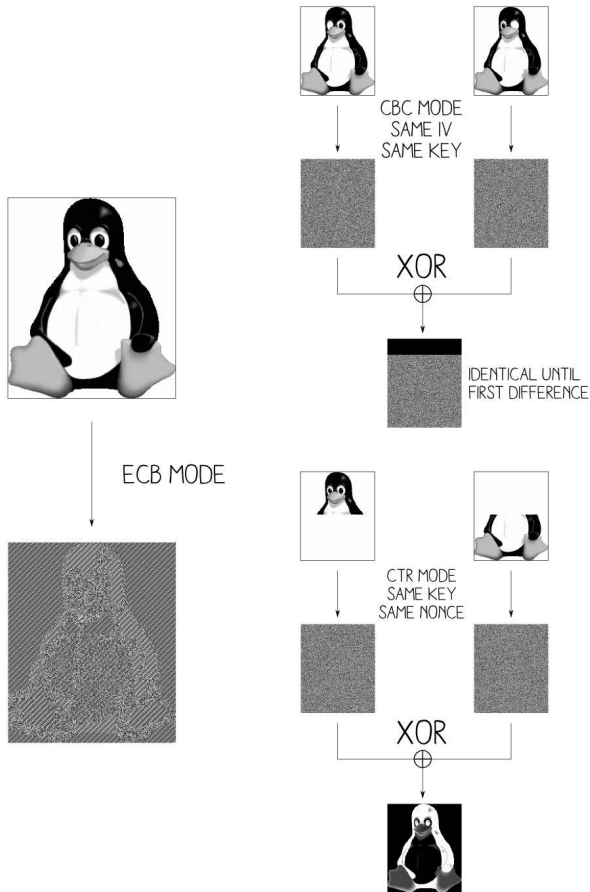 ECB MODE
CBC MODE
SAME IV
SAME KEY
XOR
IDENTICAL UNTIL
FIRST DIFFERENCE
CTR MODE
SAME KEY
SAME NONCE
XOR